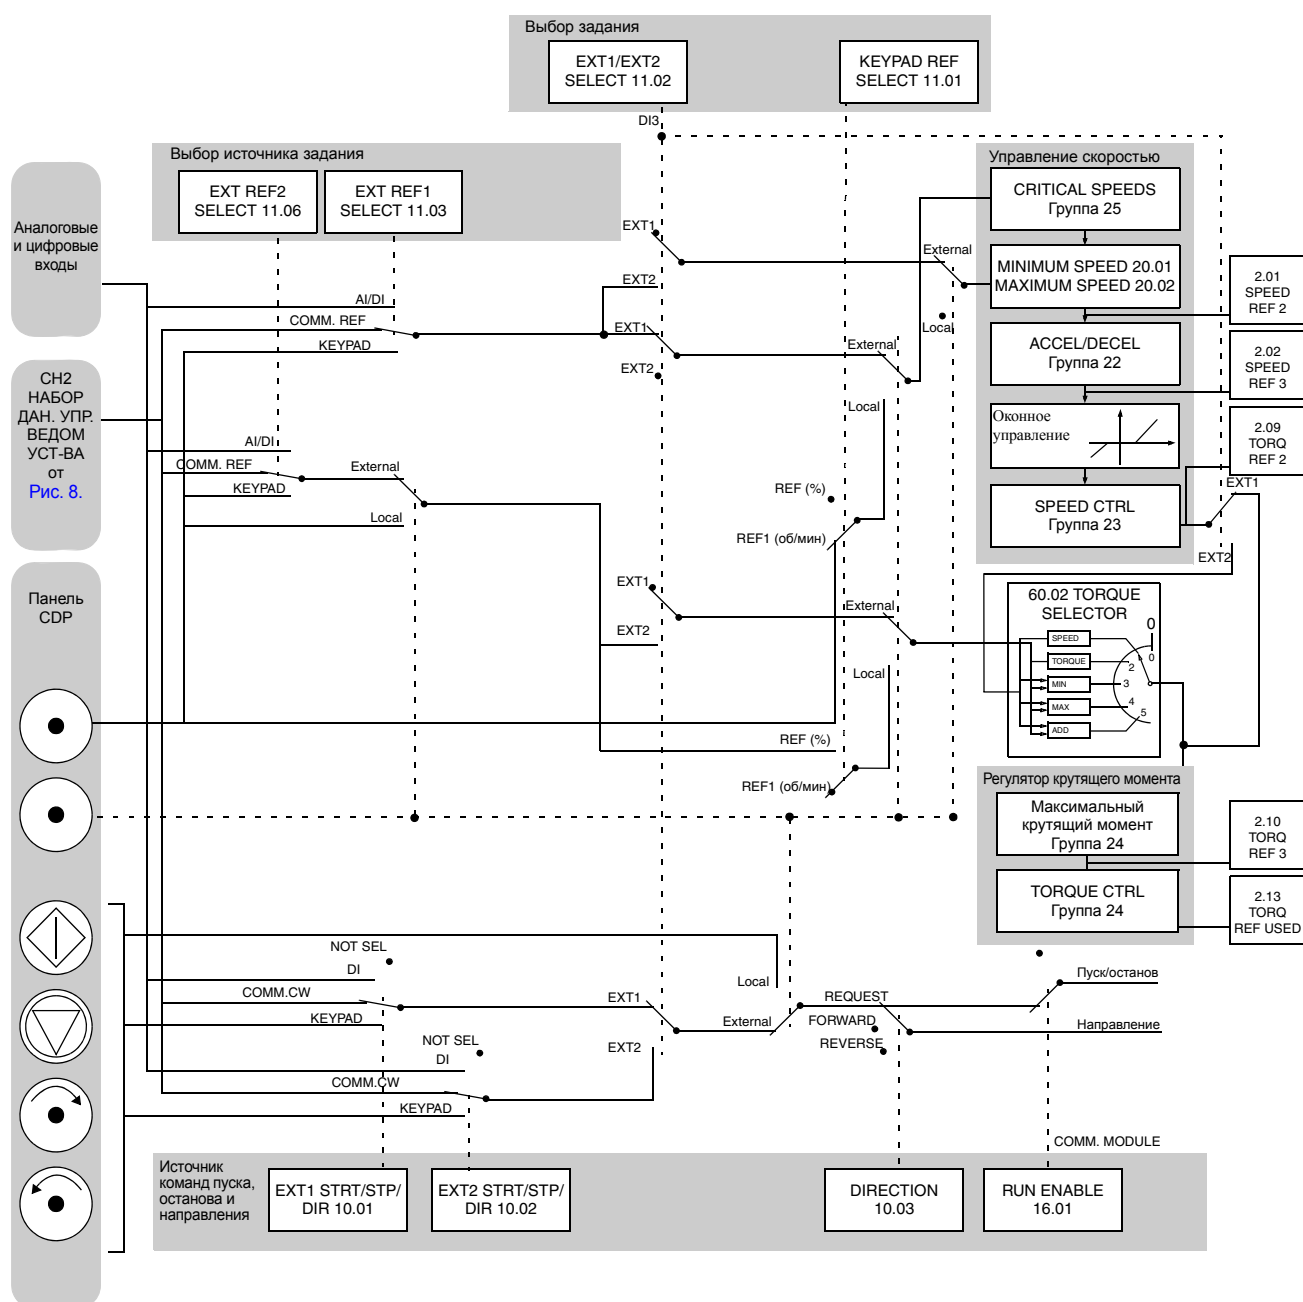 Выбор задания
EXT1/EXT2
SELECT 11.02
KEYPAD REF
SELECT 11.01
DI3
Выбор источника задания
EXT REF2
SELECT 11.06
EXT REF1
SELECT 11.03
Управление скоростью
CRITICAL SPEEDS
Группа 25
MINIMUM SPEED 20.01
MAXIMUM SPEED 20.02
ACCEL/DECEL
Группа 22
Оконное
управление
SPEED CTRL
Группа 23
2.01
SPEED
REF 2
2.02
SPEED
REF 3
2.09
TORQ
REF 2
EXT1
EXT2
Аналоговые
и цифровые
входы
CH2
НАБОР
ДАН. УПР.
ВЕДОМ
УСТ-ВА
от
Рис. 8.
Панель
CDP
AI/DI
COMM. REF
KEYPAD
EXT1
EXT2
EXT1
EXT2
External
Local
External
Local
AI/DI
COMM. REF
KEYPAD
External
Local
REF (%)
REF1 (об/мин)
EXT1
EXT2
External
Local
REF (%)
REF1 (об/мин)
60.02 TORQUE
SELECTOR
0
SPEED
TORQUE
MIN
MAX
ADD
0
2
3
4
5
Регулятор крутящего момента
Максимальный
крутящий момент
Группа 24
TORQUE CTRL
Группа 24
2.10
TORQ
REF 3
2.13
TORQ
REF USED
NOT SEL
DI
COMM.CW
KEYPAD
NOT SEL
DI
COMM.CW
KEYPAD
EXT1
EXT2
Local
External
REQUEST
FORWARD
REVERSE
Пуск/останов
Направление
COMM. MODULE
Источник
команд пуска,
останова и
направления
EXT1 STRT/STP/
DIR 10.01
EXT2 STRT/STP/
DIR 10.02
DIRECTION
10.03
RUN ENABLE
16.01